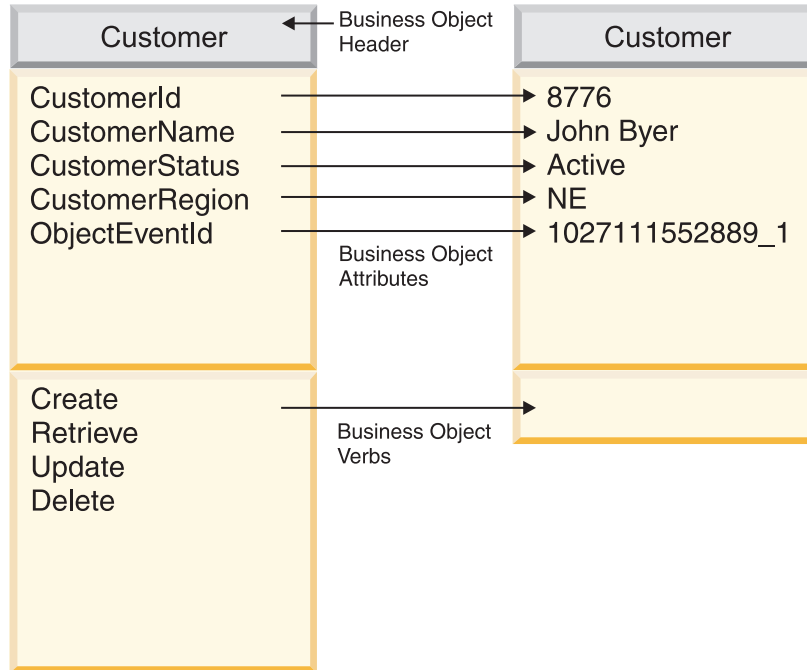 Customer
Business Object
Header
Customer
CustomerId
8776
CustomerName
John Byer
CustomerStatus
Active
CustomerRegion
NE
ObjectEventId
1027111552889_1
Business Object
Attributes
Create
Retrieve
Update
Delete
Business Object
Verbs